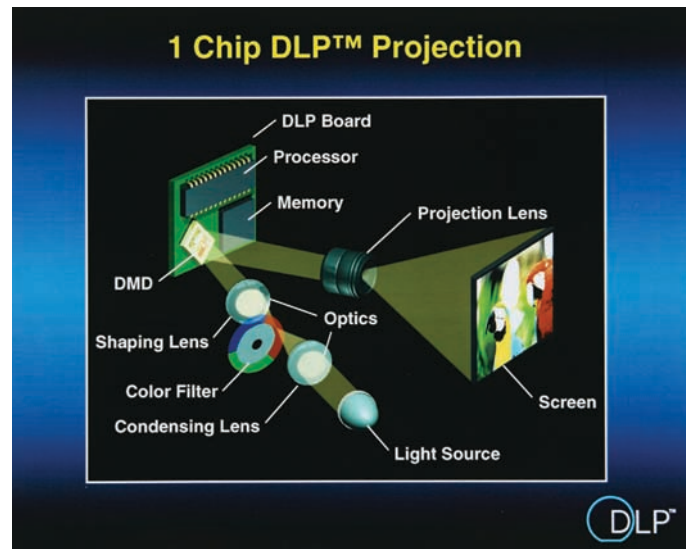 1 Chip DLP™ Projection
DLP Board
Processor
Memory
Projection Lens
DMD
Optics
Shaping Lens
Color Filter
Condensing Lens
Light Source
Screen
DLP™